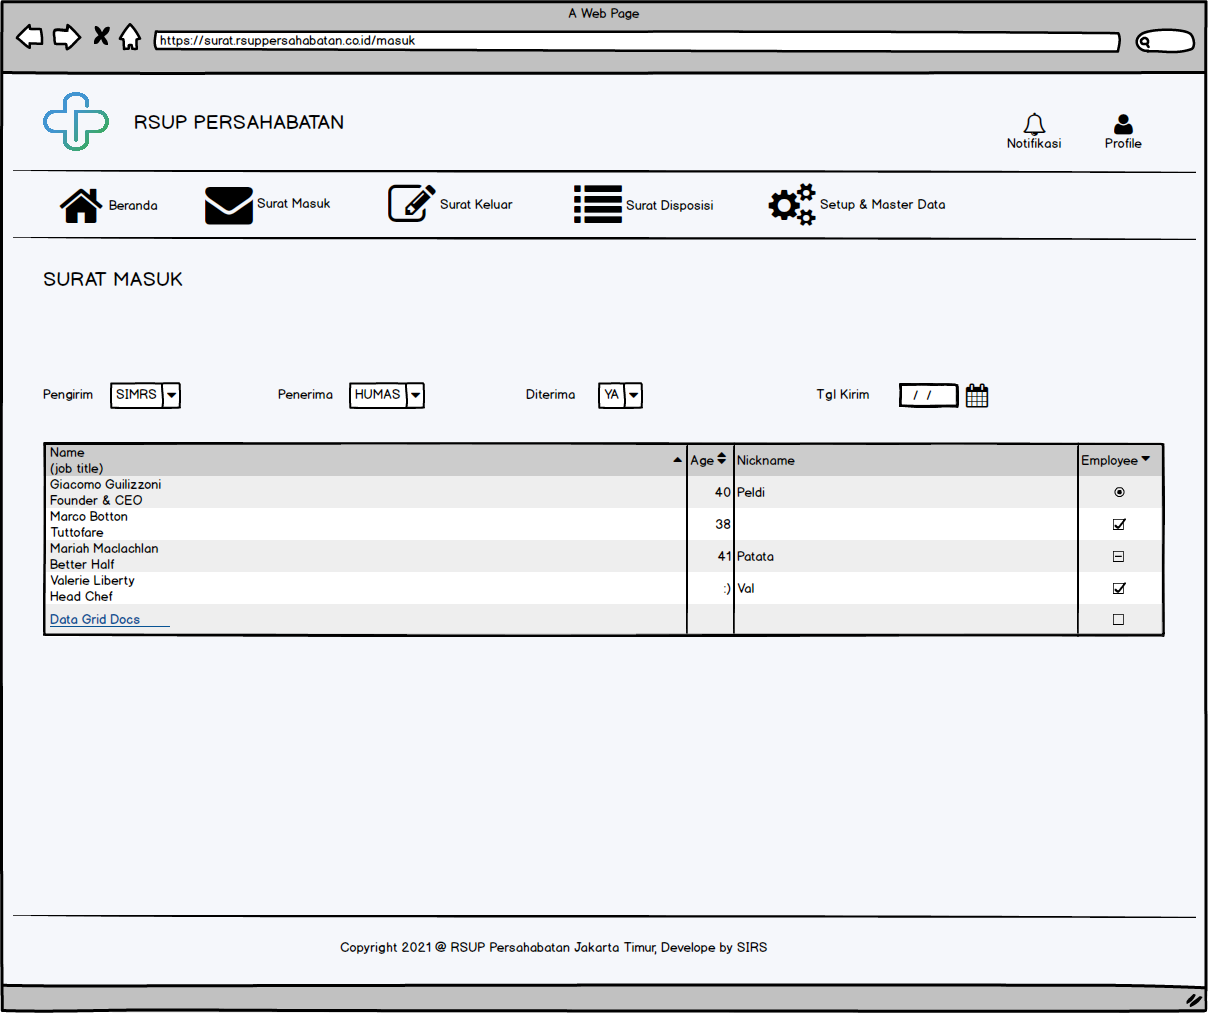 A Web Page
https://surat.rsuppersahabatan.co.id/masuk
RSUP PERSAHABATAN
Notifikasi
Profile
Beranda
Surat Masuk
Surat Keluar
Surat Disposisi
Setup & Master Data
SURAT MASUK
Pengirim SIMRS Penerima HUMAS Diterima YA Tgl Kirim / /
Name
(job title)
Age
Nickname
Employee
Giacomo Guilizzoni
Founder & CEO
40
Peldi
Marco Botton
Tuttofare
38
Mariah Maclachlan
Better Half
41
Patata
Valerie Liberty
Head Chef
:)
Val
Data Grid Docs
Copyright 2021 @ RSUP Persahabatan Jakarta Timur, Develope by SIRS